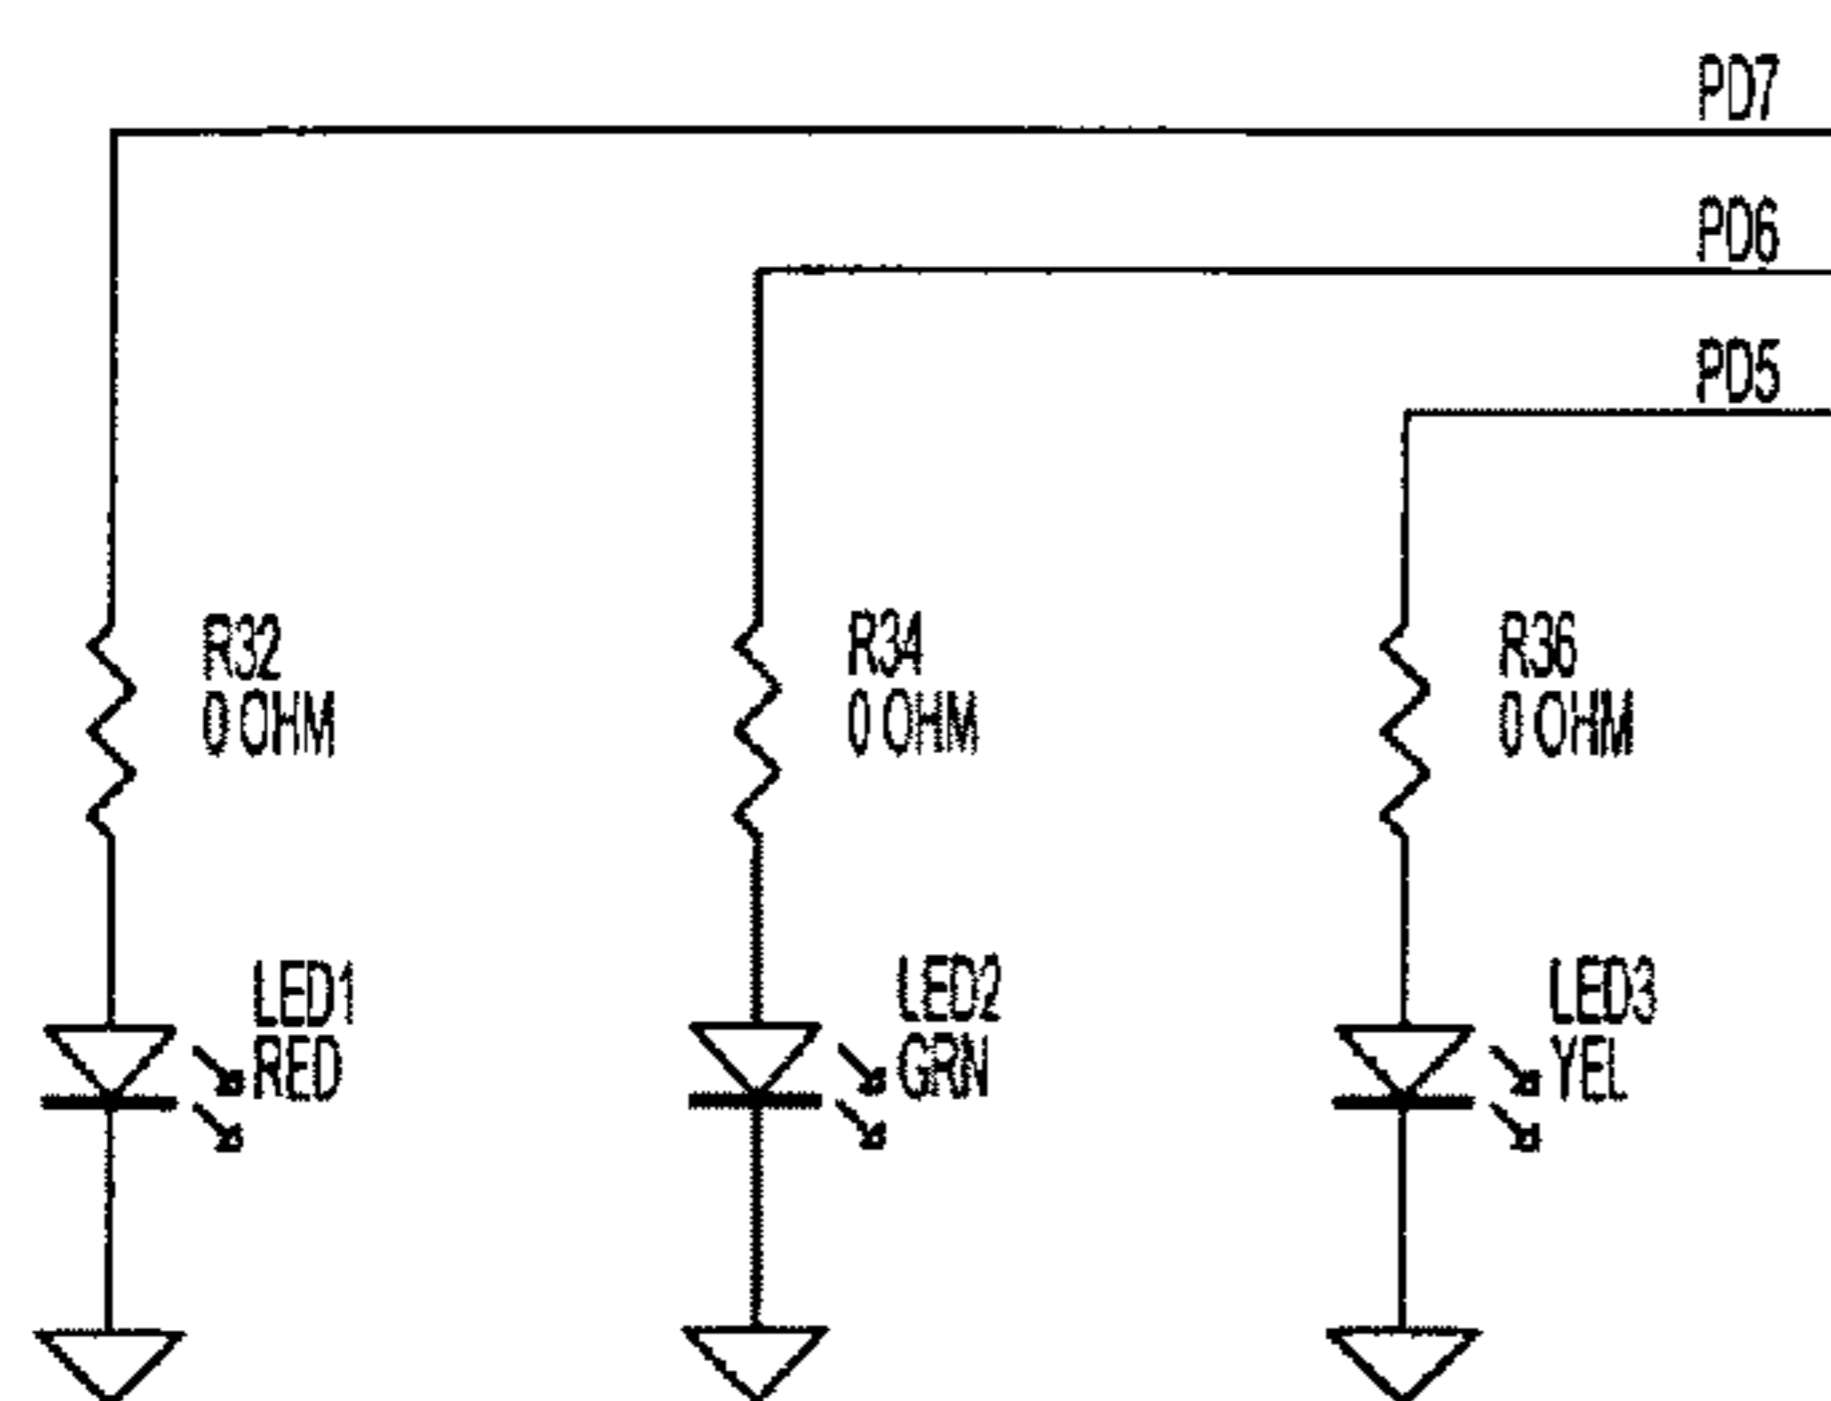 PD7
PD6
PD5
R32
0 OHM
R34
0 OHM
R36
0 OHM
LED1
RED
LED2
GRN
LED3
YEL